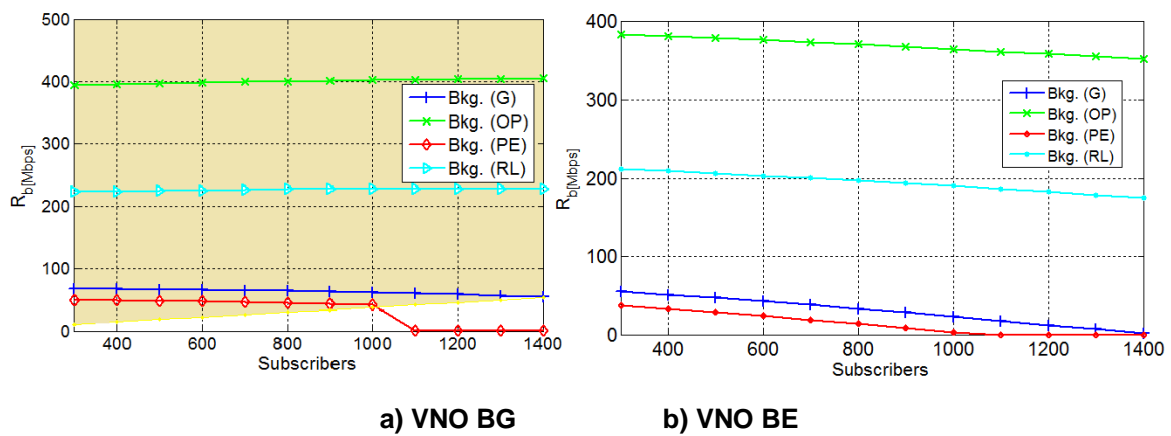 500
400
300
200
100
0
R_b[Mbps]
400
600
800
1000
1200
1400
Subscribers
Bkg. (G)
Bkg. (OP)
Bkg. (PE)
Bkg. (RL)
a) VNO BG
400
300
200
100
0
R_b[Mbps]
400
600
800
1000
1200
1400
Subscribers
Bkg. (G)
Bkg. (OP)
Bkg. (PE)
Bkg. (RL)
b) VNO BE